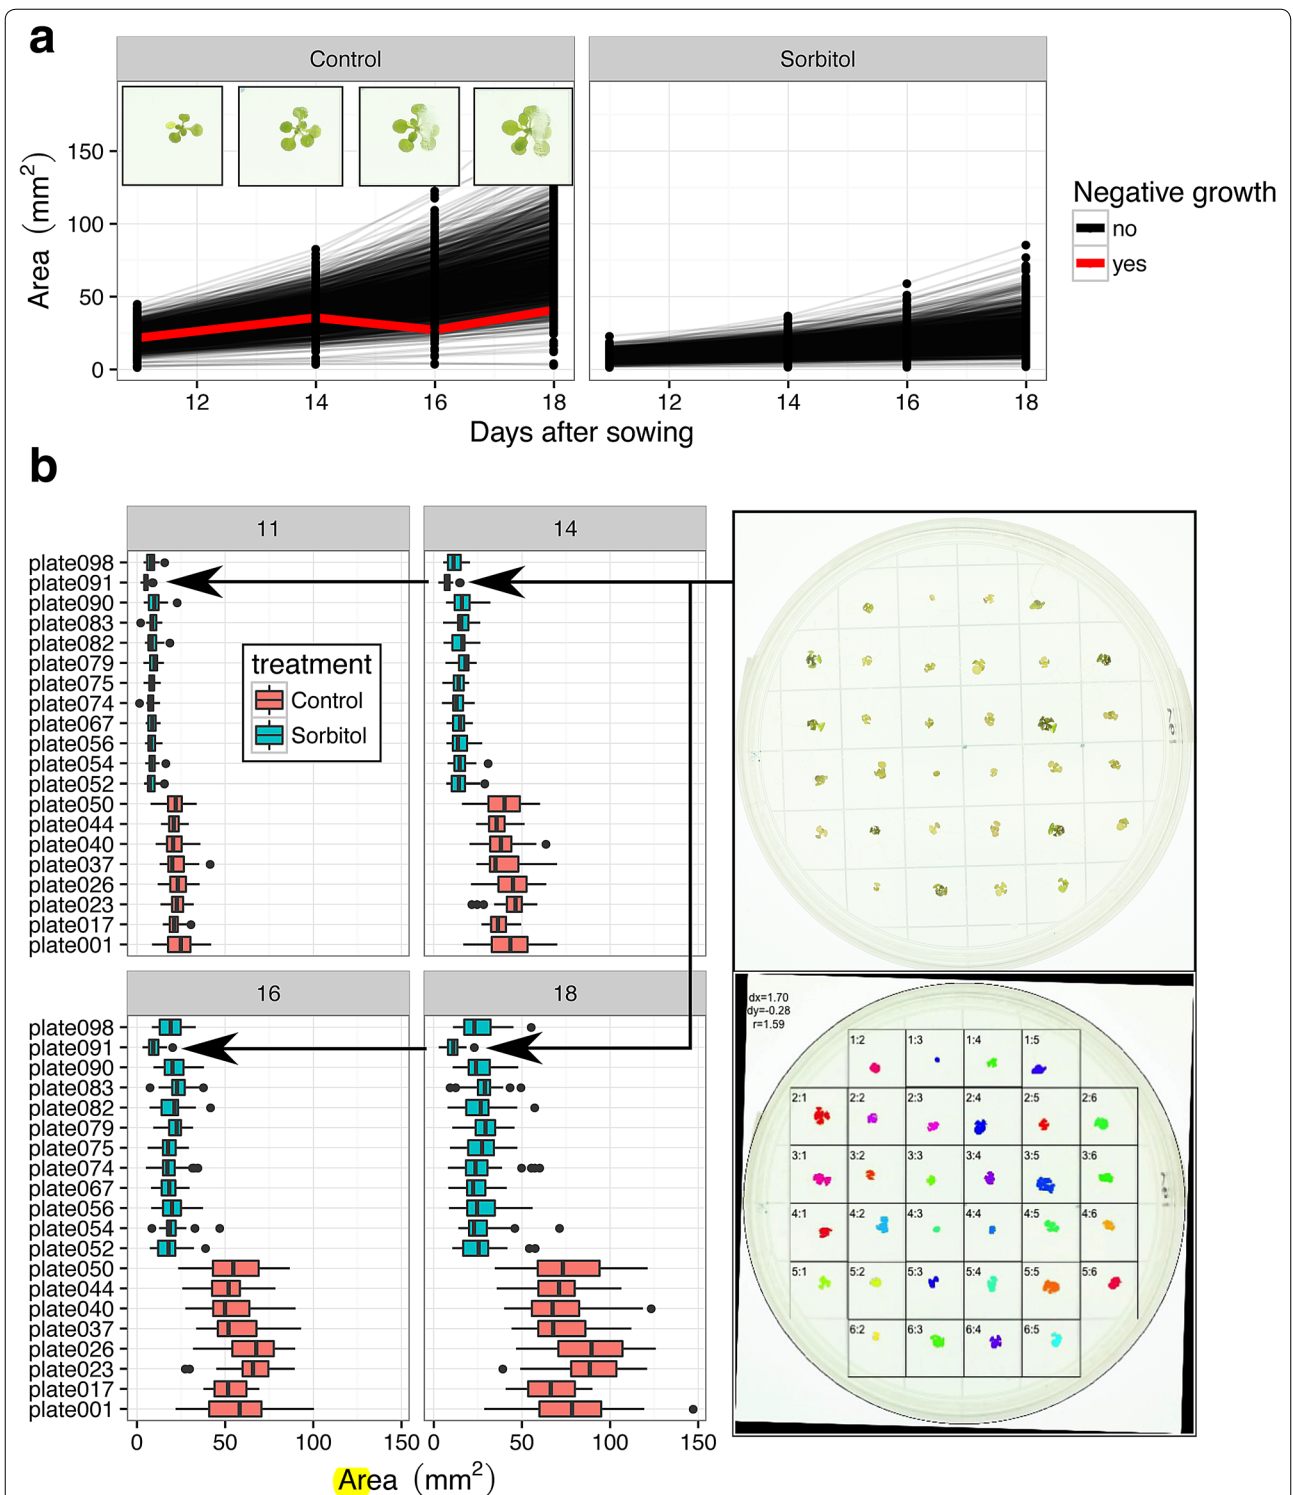 a
Control
Sorbitol
Area (mm²)
150
100
50
0
12
14
16
18
12
14
16
18
Days after sowing
Negative growth
no
yes
b
11
14
plate098
plate091
plate090
plate083
plate082
plate079
plate075
plate074
plate067
plate056
plate054
plate052
plate050
plate044
plate040
plate037
plate026
plate023
plate017
plate001
treatment
Control
Sorbitol
16
18
plate098
plate091
plate090
plate083
plate082
plate079
plate075
plate074
plate067
plate056
plate054
plate052
plate050
plate044
plate040
plate037
plate026
plate023
plate017
plate001
0 50 100 150 0 50 100 150
Area (mm²)
dx=1.70
dy=-0.28
r=1.59
1:2 1:3 1:4 1:5
2:1 2:2 2:3 2:4 2:5 2:6
3:1 3:2 3:3 3:4 3:5 3:6
4:1 4:2 4:3 4:4 4:5 4:6
5:1 5:2 5:3 5:4 5:5 5:6
6:2 6:3 6:4 6:5